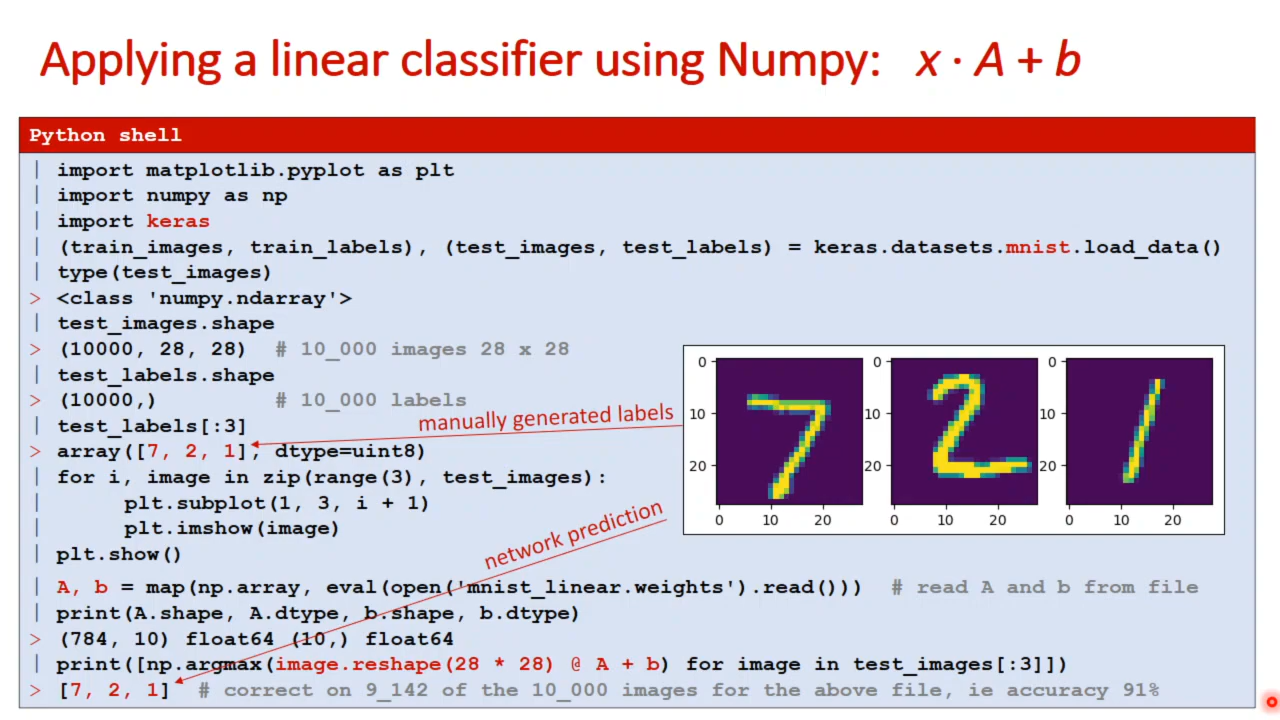 Applying a linear classifier using Numpy: x · A + b
Python shell
| import matplotlib.pyplot as plt
| import numpy as np
| import keras
| (train_images, train_labels), (test_images, test_labels) = keras.datasets.mnist.load_data()
| type(test_images)
> <class 'numpy.ndarray'>
| test_images.shape
> (10000, 28, 28)  # 10_000 images 28 x 28
| test_labels.shape
> (10000,)         # 10_000 labels
| test_labels[:3]
manually generated labels
> array([7, 2, 1], dtype=uint8)
| for i, image in zip(range(3), test_images):
|      plt.subplot(1, 3, i + 1)
|      plt.imshow(image)
| plt.show()
network prediction
0 0 0
10 10 10
20 20 20
0 10 20 0 10 20 0 10 20
| A, b = map(np.array, eval(open('mnist_linear.weights').read()))  # read A and b from file
| print(A.shape, A.dtype, b.shape, b.dtype)
> (784, 10) float64 (10,) float64
| print([np.argmax(image.reshape(28 * 28) @ A + b) for image in test_images[:3]])
> [7, 2, 1]  # correct on 9_142 of the 10_000 images for the above file, ie accuracy 91%